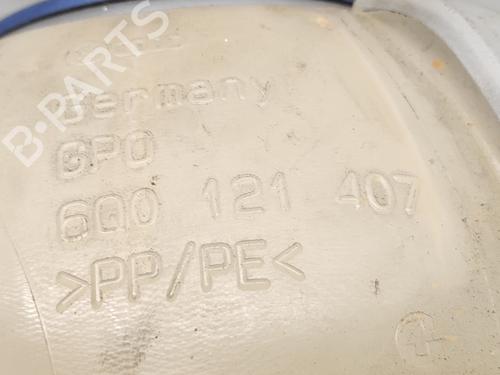 Germany
GPO
6Q0 121 407
>PP/PE<
B-PARTS